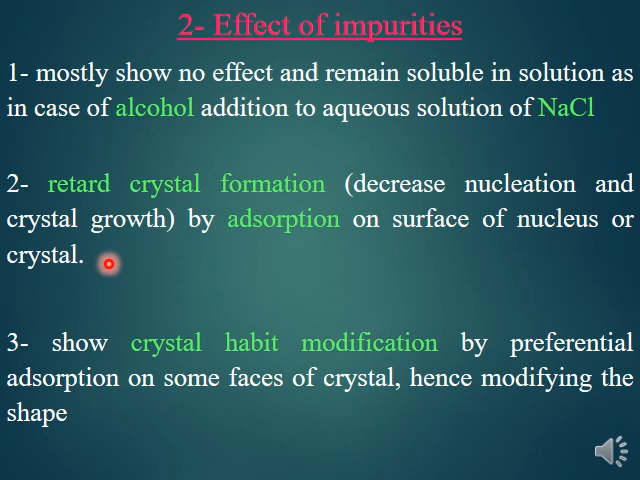 2- Effect of impurities
1- mostly show no effect and remain soluble in solution as
in case of alcohol addition to aqueous solution of NaCl
2- retard crystal formation (decrease nucleation and
crystal growth) by adsorption on surface of nucleus or
crystal.
3- show crystal habit modification by preferential
adsorption on some faces of crystal, hence modifying the
shape